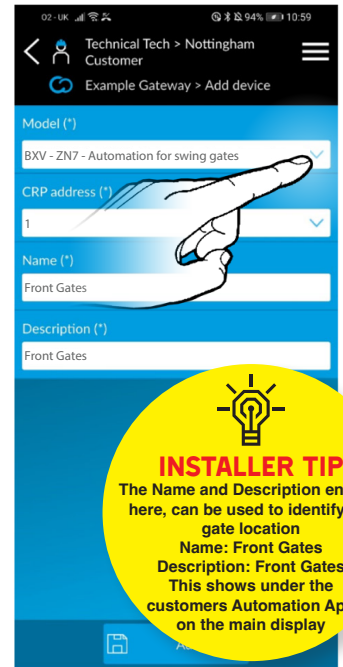 02-UK 94% 10:59
Technical Tech > Nottingham
Customer
Example Gateway > Add device
Model (*)
BXV - ZN7 - Automation for swing gates
CRP address (*)
1
Name (*)
Front Gates
Description (*)
Front Gates
INSTALLER TIP
The Name and Description en
here, can be used to identify
gate location
Name: Front Gates
Description: Front Gates
This shows under the
customers Automation Ap
on the main display